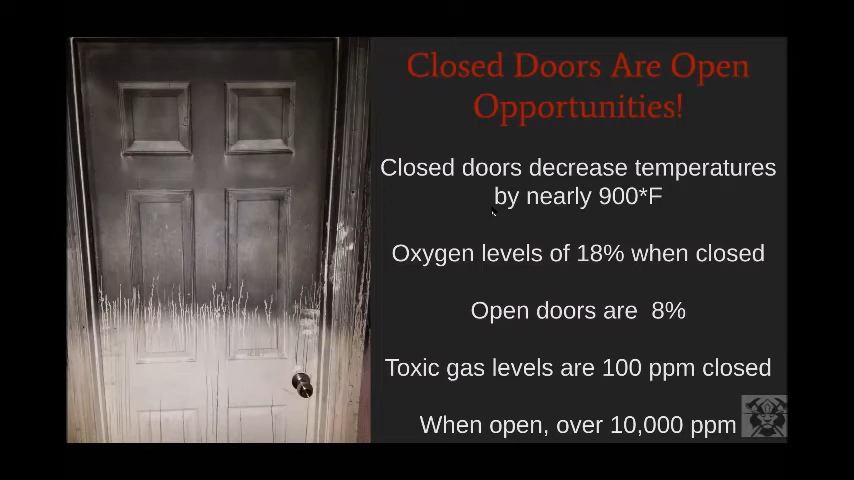 Closed Doors Are Open
Opportunities!
Closed doors decrease temperatures
by nearly 900*F
Oxygen levels of 18% when closed
Open doors are  8%
Toxic gas levels are 100 ppm closed
When open, over 10,000 ppm